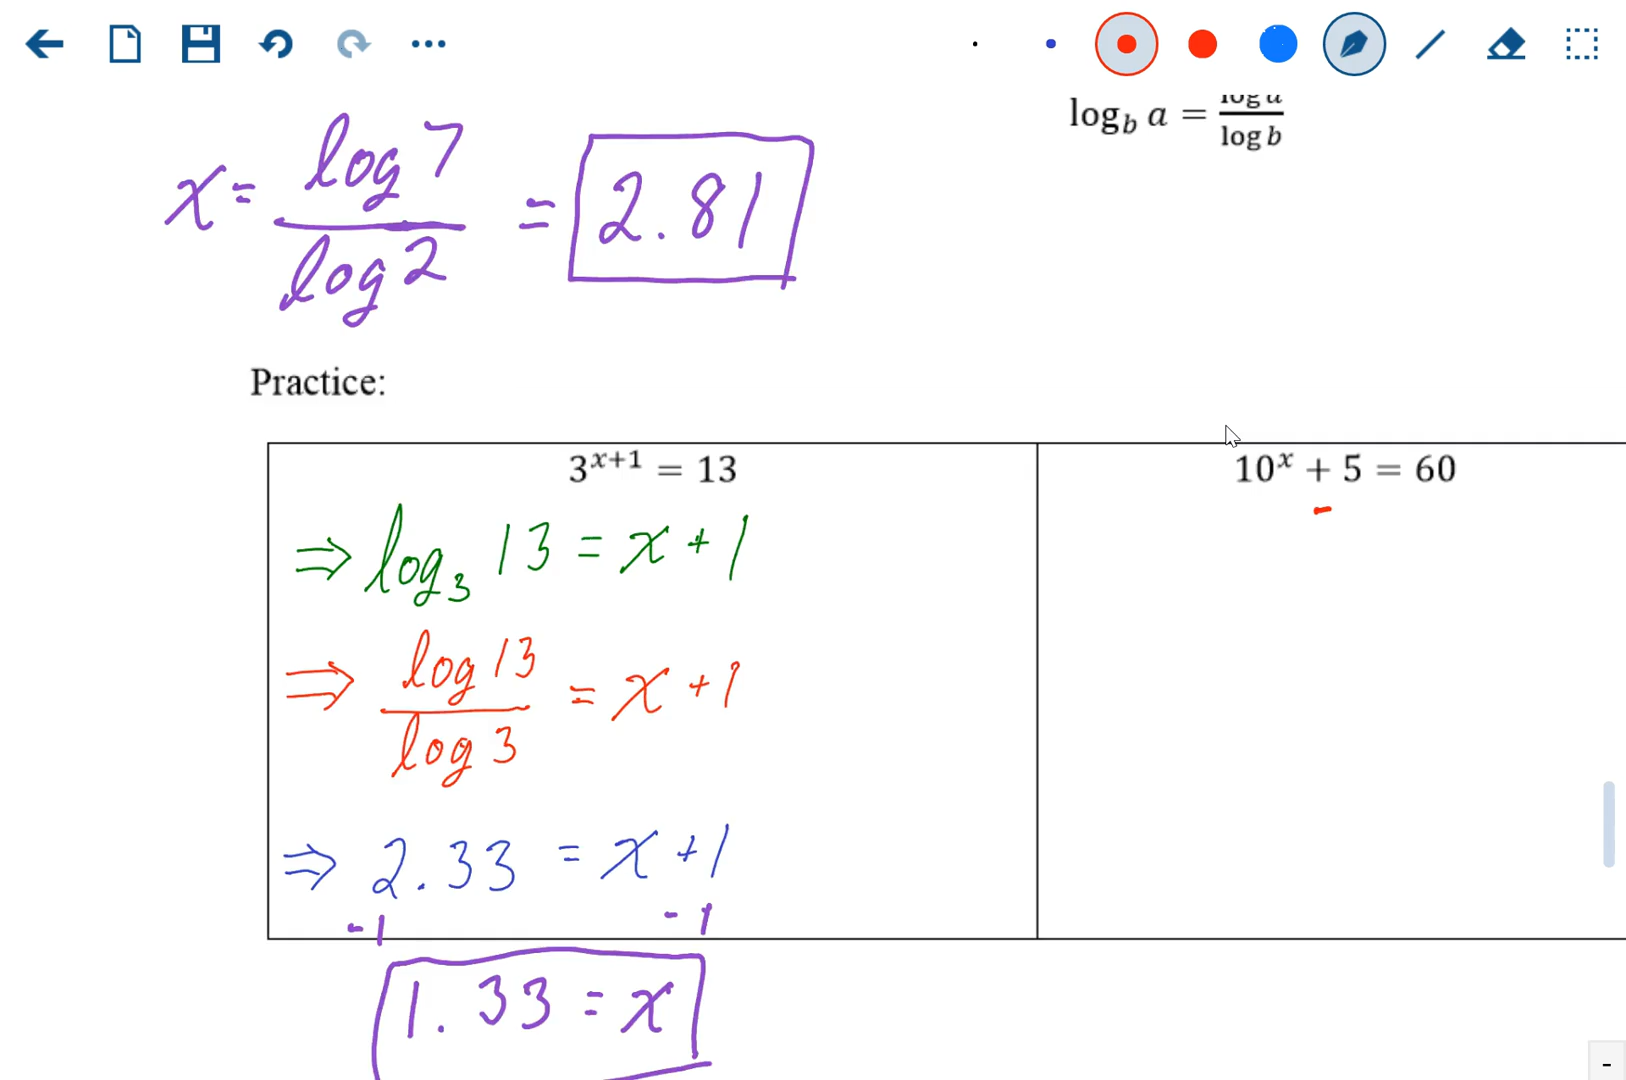 log_b a = log a / log b
x = log 7 / log 2 = 2.81
Practice:
3^{x+1} = 13
⇒ log_3 13 = x + 1
⇒ log 13 / log 3 = x + 1
⇒ 2.33 = x + 1
-1 -1
1.33 = x
10^x + 5 = 60
-